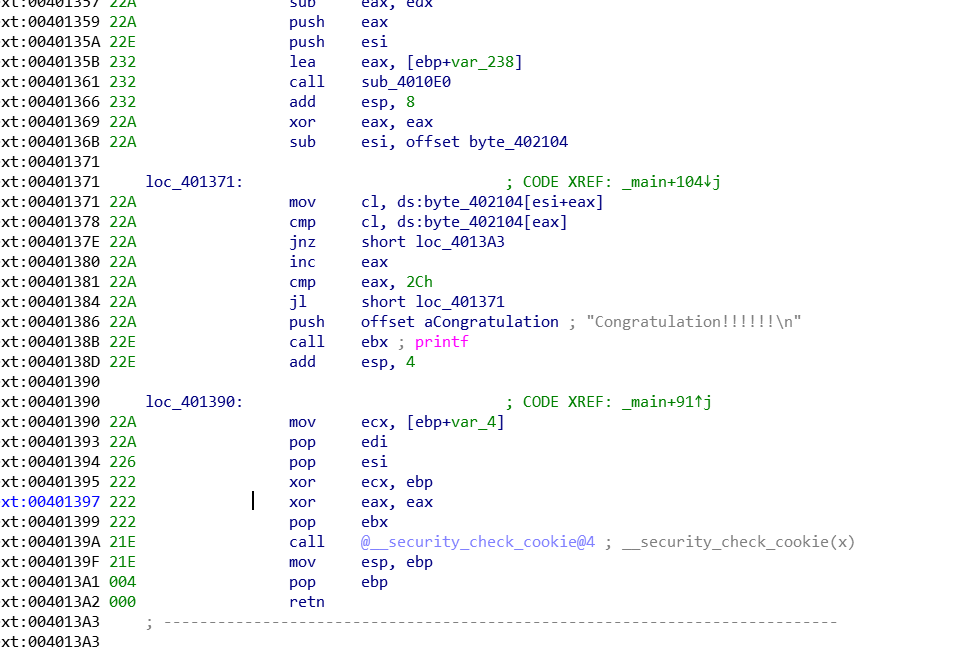 xt:00401357 22A sub eax, edx
xt:00401359 22A push eax
xt:0040135A 22E push esi
xt:0040135B 232 lea eax, [ebp+var_238]
xt:00401361 232 call sub_4010E0
xt:00401366 232 add esp, 8
xt:00401369 22A xor eax, eax
xt:0040136B 22A sub esi, offset byte_402104
xt:00401371
xt:00401371 loc_401371: ; CODE XREF: _main+104↓j
xt:00401371 22A mov cl, ds:byte_402104[esi+eax]
xt:00401378 22A cmp cl, ds:byte_402104[eax]
xt:0040137E 22A jnz short loc_4013A3
xt:00401380 22A inc eax
xt:00401381 22A cmp eax, 2Ch
xt:00401384 22A jl short loc_401371
xt:00401386 22A push offset aCongratulation ; "Congratulation!!!!!!\n"
xt:0040138B 22E call ebx ; printf
xt:0040138D 22E add esp, 4
xt:00401390
xt:00401390 loc_401390: ; CODE XREF: _main+91↑j
xt:00401390 22A mov ecx, [ebp+var_4]
xt:00401393 22A pop edi
xt:00401394 226 pop esi
xt:00401395 222 xor ecx, ebp
xt:00401397 222 xor eax, eax
xt:00401399 222 pop ebx
xt:0040139A 21E call @__security_check_cookie@4 ; __security_check_cookie(x)
xt:0040139F 21E mov esp, ebp
xt:004013A1 004 pop ebp
xt:004013A2 000 retn
xt:004013A3 ; ---------------------------------------------------------------------------
xt:004013A3